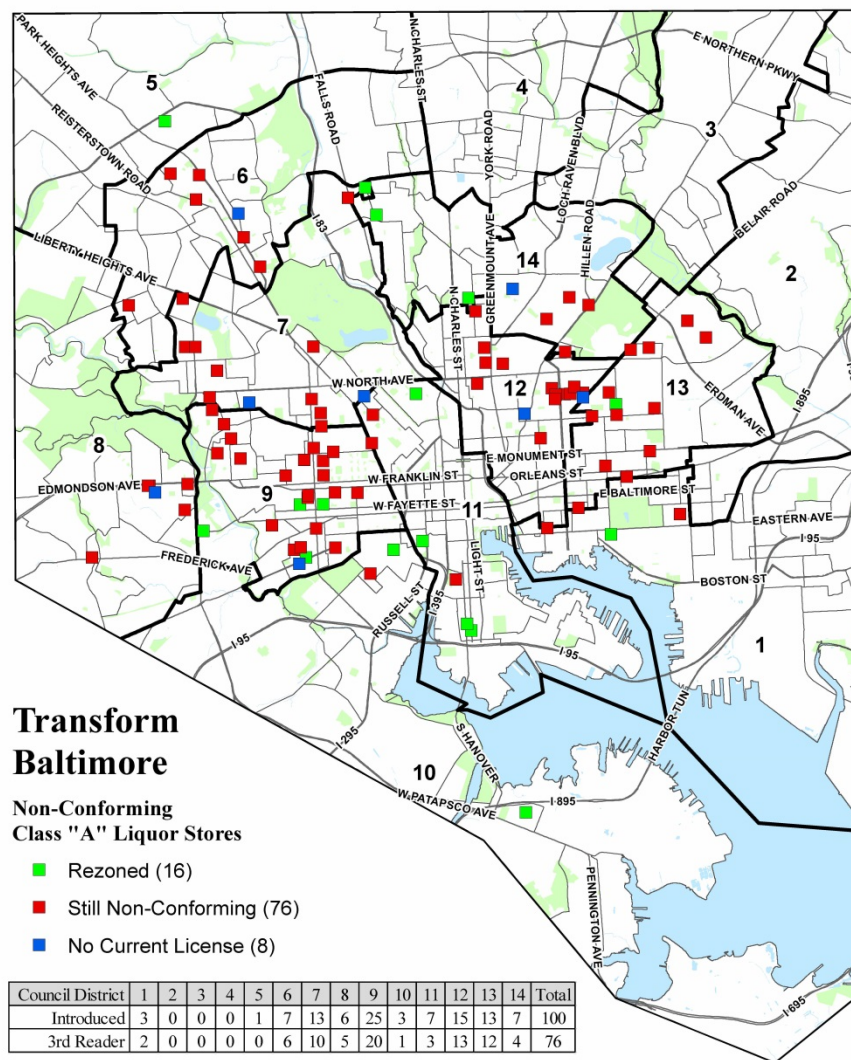 PARK HEIGHTS AVE
REISTERSTOWN ROAD
LIBERTY HEIGHTS AVE
FALLS ROAD
N CHARLES ST
E NORTHERN PKWY
YORK ROAD
LOCH RAVEN BLVD
HILLEN ROAD
BELAIR ROAD
I 83
GREENMOUNT AVE
N CHARLES ST
5
4
3
6
14
2
7
W NORTH AVE
12
13
ERDMAN AVE
I 895
8
EDMONDSON AVE
9
W FRANKLIN ST
W FAYETTE ST
E MONUMENT ST
ORLEANS ST
E BALTIMORE ST
11
EASTERN AVE
I 95
FREDERICK AVE
LIGHT ST
BOSTON ST
RUSSELL ST
I 395
I 95
I 95
1
HARBOR TUN
I 295
10
S HANOVER
W PATAPSCO AVE
I 895
PENNINGTON AVE
I 695
Transform
Baltimore
Non-Conforming
Class "A" Liquor Stores
Rezoned (16)
Still Non-Conforming (76)
No Current License (8)
Council District 1 2 3 4 5 6 7 8 9 10 11 12 13 14 Total
Introduced 3 0 0 0 1 7 13 6 25 3 7 15 13 7 100
3rd Reader 2 0 0 0 0 6 10 5 20 1 3 13 12 4 76